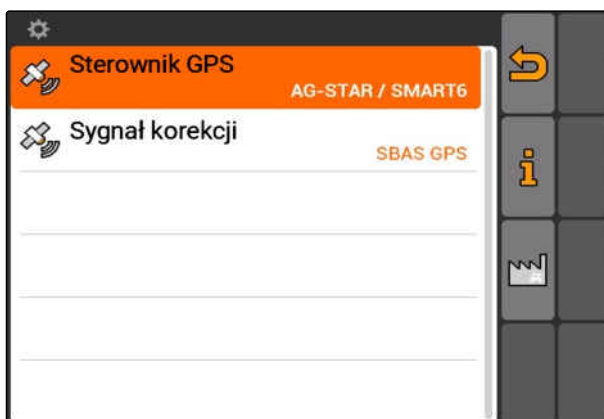 Sterownik GPS
AG-STAR / SMART6
Sygnał korekcji
SBAS GPS